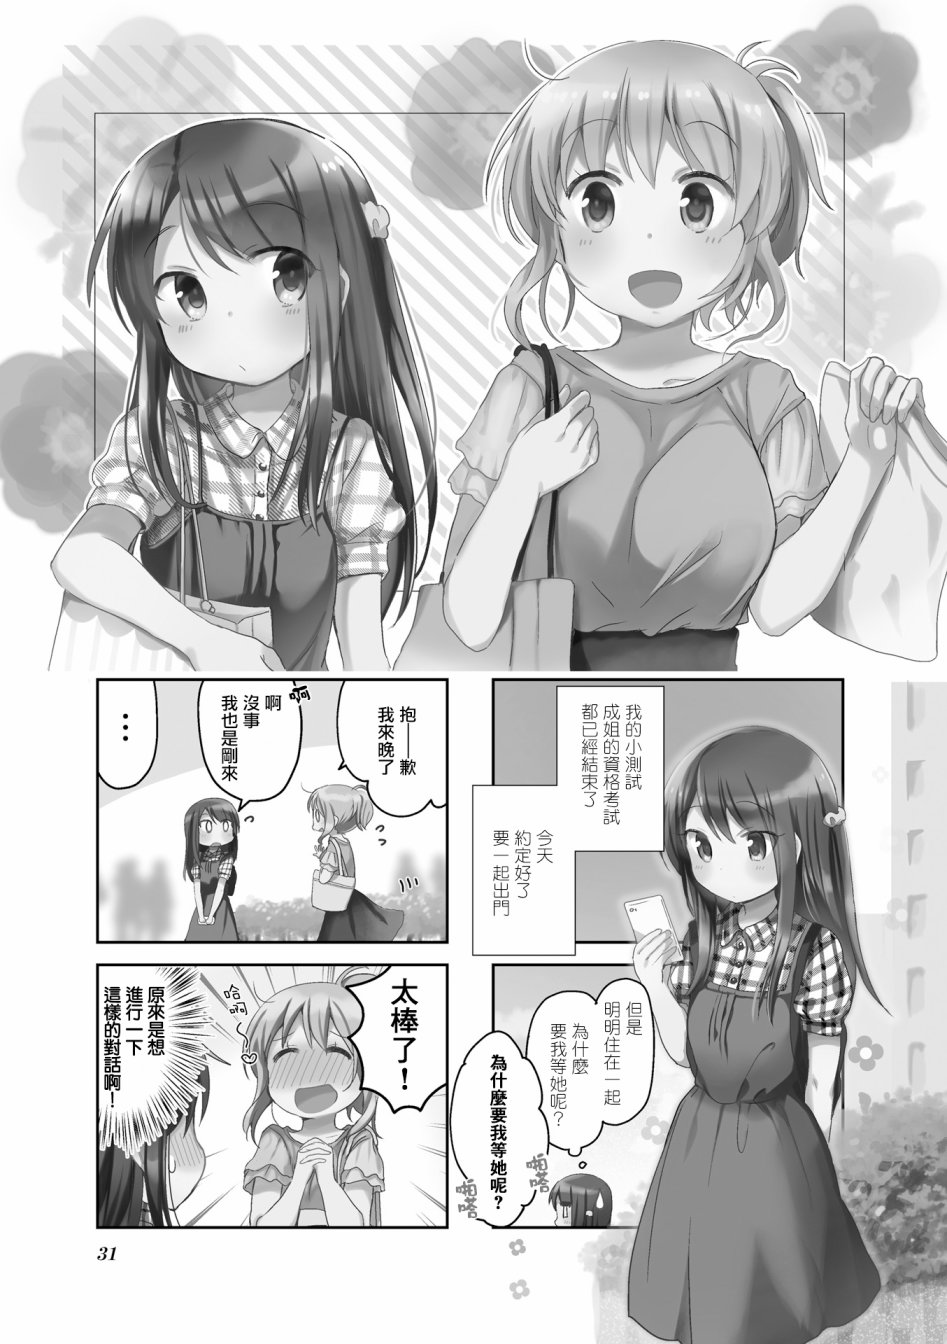 我的小測試
成姐的資格考試
都已經結束了
今天
約定好了
要一起出門
但是
明明住在一起
為什麼
要我等她呢?
為什麼要我等她呢?
啪嗒
啪嗒
抱——歉
我來晚了
啊
啊
沒事
我也是剛來
…
太棒了!
哈啊
原來是想
進行一下
這樣的對話啊!
31